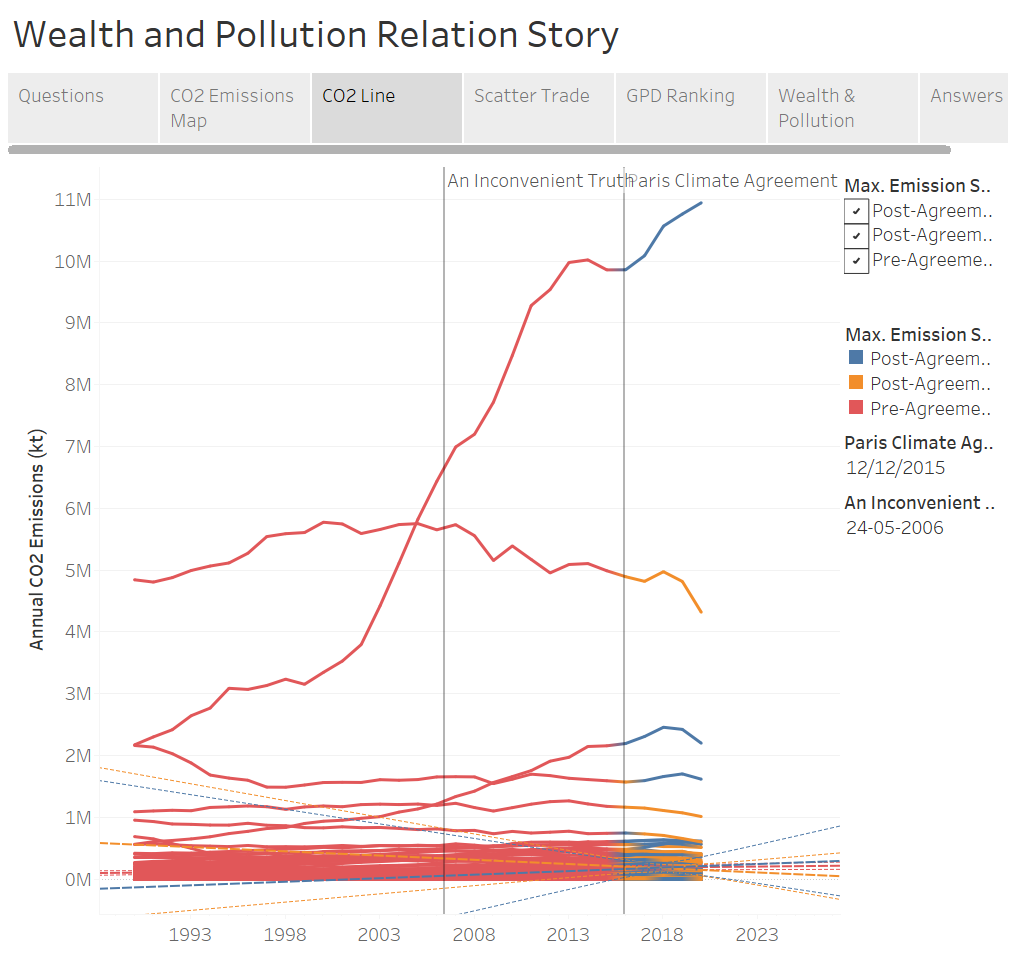 Wealth and Pollution Relation Story
Questions
CO2 Emissions
Map
CO2 Line
Scatter Trade
GPD Ranking
Wealth &
Pollution
Answers
An Inconvenient Truth
Paris Climate Agreement
11M
10M
9M
8M
7M
6M
5M
4M
3M
2M
1M
0M
Annual CO2 Emissions (kt)
1993
1998
2003
2008
2013
2018
2023
Max. Emission S..
Post-Agreem..
Post-Agreem..
Pre-Agreeme..
Max. Emission S..
Post-Agreem..
Post-Agreem..
Pre-Agreeme..
Paris Climate Ag..
12/12/2015
An Inconvenient ..
24-05-2006